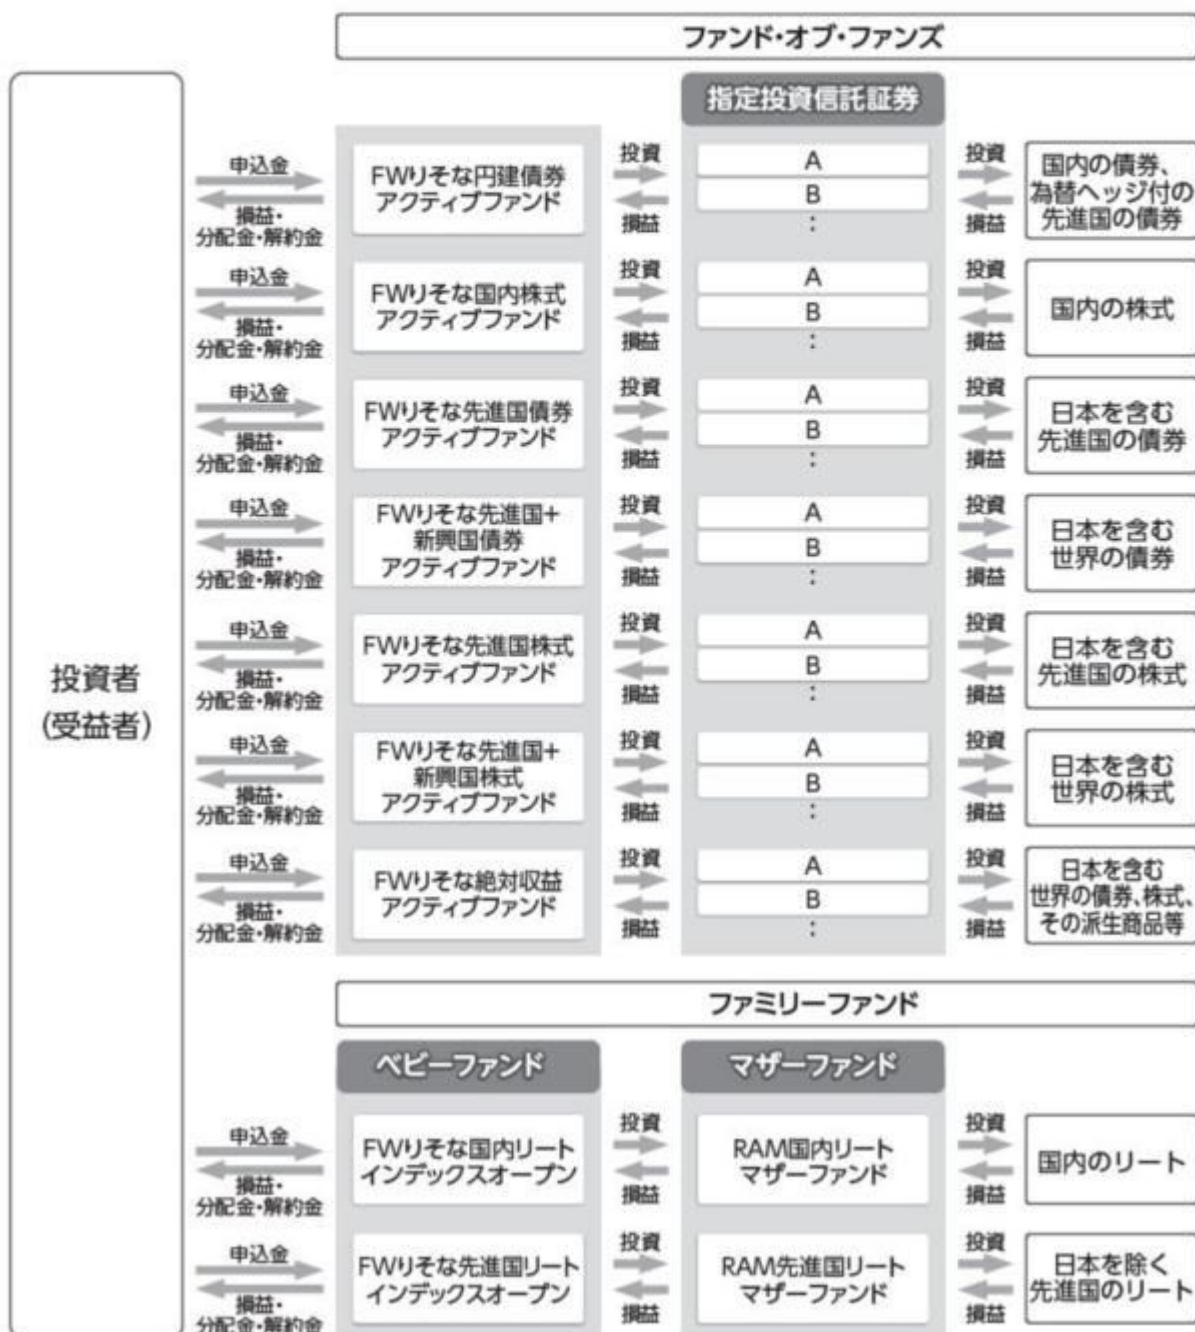 ファンド・オブ・ファンズ
指定投資信託証券
投資者
(受益者)
申込金
損益・
分配金・解約金
FWりそな円建債券
アクティブファンド
投資
損益
A
B
:
投資
損益
国内の債券、
為替ヘッジ付の
先進国の債券
申込金
損益・
分配金・解約金
FWりそな国内株式
アクティブファンド
投資
損益
A
B
:
投資
損益
国内の株式
申込金
損益・
分配金・解約金
FWりそな先進国債券
アクティブファンド
投資
損益
A
B
:
投資
損益
日本を含む
先進国の債券
申込金
損益・
分配金・解約金
FWりそな先進国+
新興国債券
アクティブファンド
投資
損益
A
B
:
投資
損益
日本を含む
世界の債券
申込金
損益・
分配金・解約金
FWりそな先進国株式
アクティブファンド
投資
損益
A
B
:
投資
損益
日本を含む
先進国の株式
申込金
損益・
分配金・解約金
FWりそな先進国+
新興国株式
アクティブファンド
投資
損益
A
B
:
投資
損益
日本を含む
世界の株式
申込金
損益・
分配金・解約金
FWりそな絶対収益
アクティブファンド
投資
損益
A
B
:
投資
損益
日本を含む
世界の債券、株式、
その派生商品等
ファミリーファンド
ベビーファンド
マザーファンド
申込金
損益・
分配金・解約金
FWりそな国内リート
インデックスオープン
投資
損益
RAM国内リート
マザーファンド
投資
損益
国内のリート
申込金
損益・
分配金・解約金
FWりそな先進国リート
インデックスオープン
投資
損益
RAM先進国リート
マザーファンド
投資
損益
日本を除く
先進国のリート